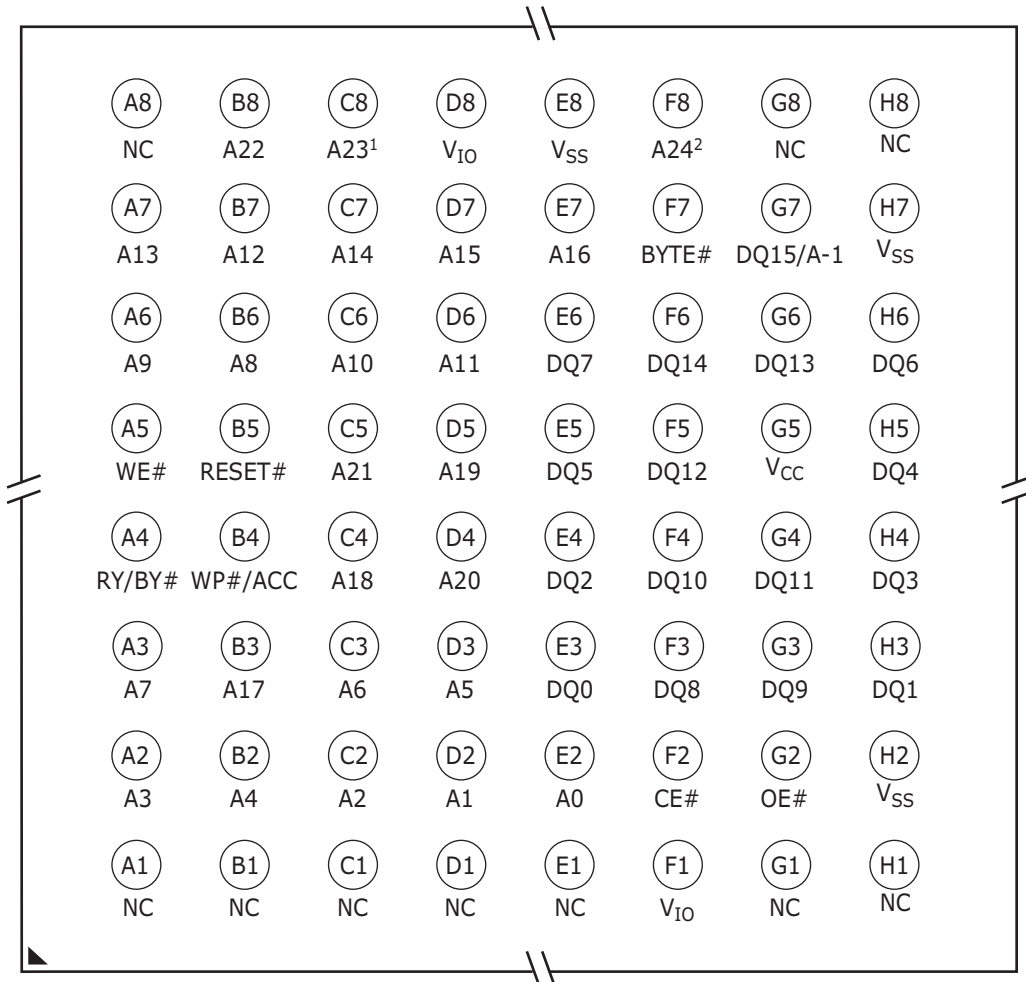 A8 B8 C8 D8 E8 F8 G8 H8
NC A22 A23¹ V_IO V_SS A24² NC NC
A7 B7 C7 D7 E7 F7 G7 H7
A13 A12 A14 A15 A16 BYTE# DQ15/A-1 V_SS
A6 B6 C6 D6 E6 F6 G6 H6
A9 A8 A10 A11 DQ7 DQ14 DQ13 DQ6
A5 B5 C5 D5 E5 F5 G5 H5
WE# RESET# A21 A19 DQ5 DQ12 V_CC DQ4
A4 B4 C4 D4 E4 F4 G4 H4
RY/BY# WP#/ACC A18 A20 DQ2 DQ10 DQ11 DQ3
A3 B3 C3 D3 E3 F3 G3 H3
A7 A17 A6 A5 DQ0 DQ8 DQ9 DQ1
A2 B2 C2 D2 E2 F2 G2 H2
A3 A4 A2 A1 A0 CE# OE# V_SS
A1 B1 C1 D1 E1 F1 G1 H1
NC NC NC NC NC V_IO NC NC